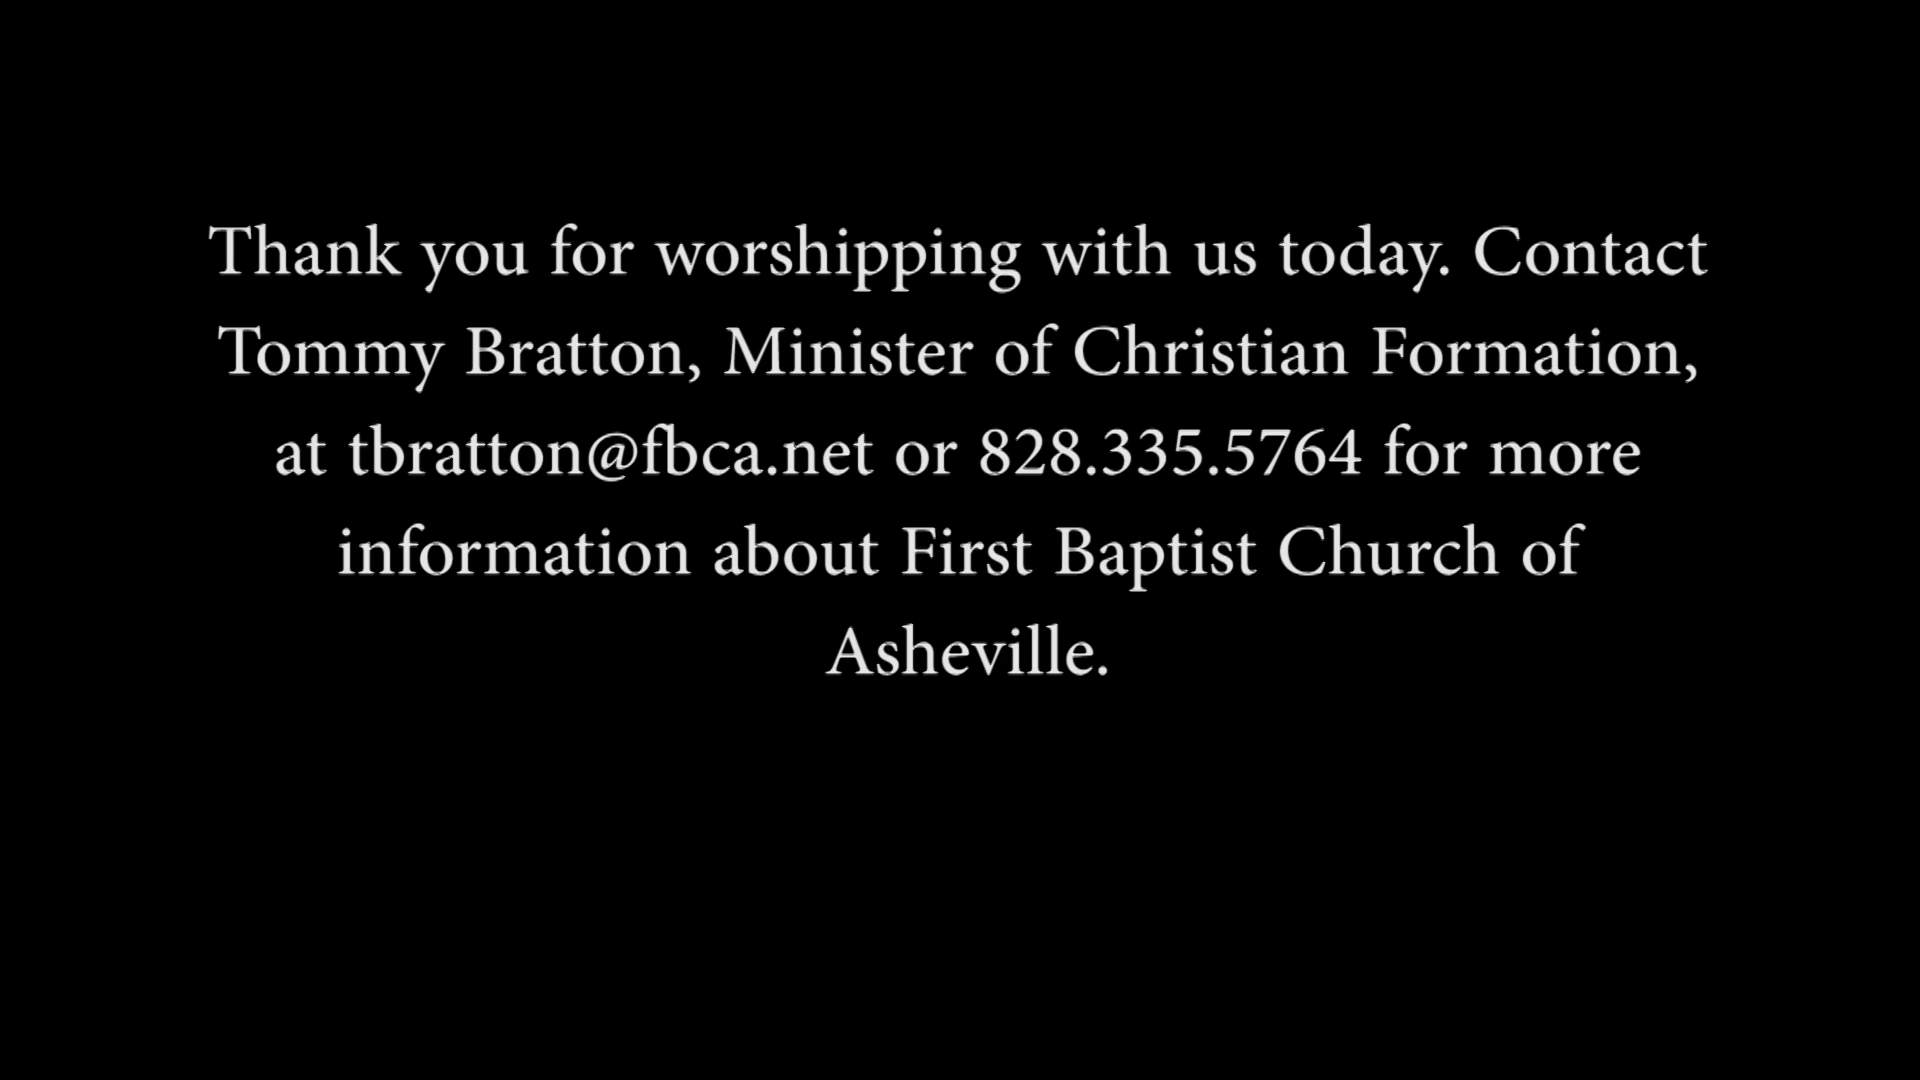 Thank you for worshipping with us today. Contact
Tommy Bratton, Minister of Christian Formation,
at tbratton@fbca.net or 828.335.5764 for more
information about First Baptist Church of
Asheville.